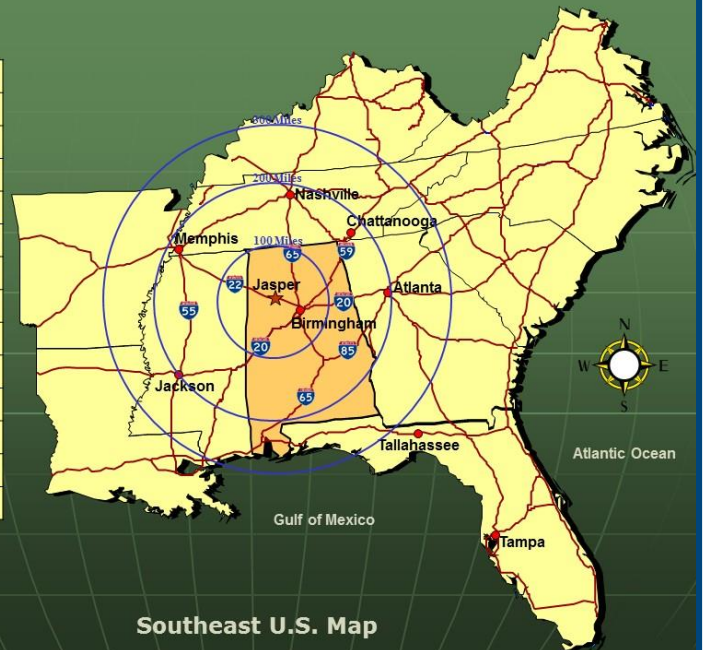 300 Miles
200 Miles
Nashville
Chattanooga
Memphis
100 Miles
65
59
22
Jasper
20
Atlanta
55
Birmingham
20
85
Jackson
65
Tallahassee
N
W
E
S
Atlantic Ocean
Gulf of Mexico
Tampa
Southeast U.S. Map